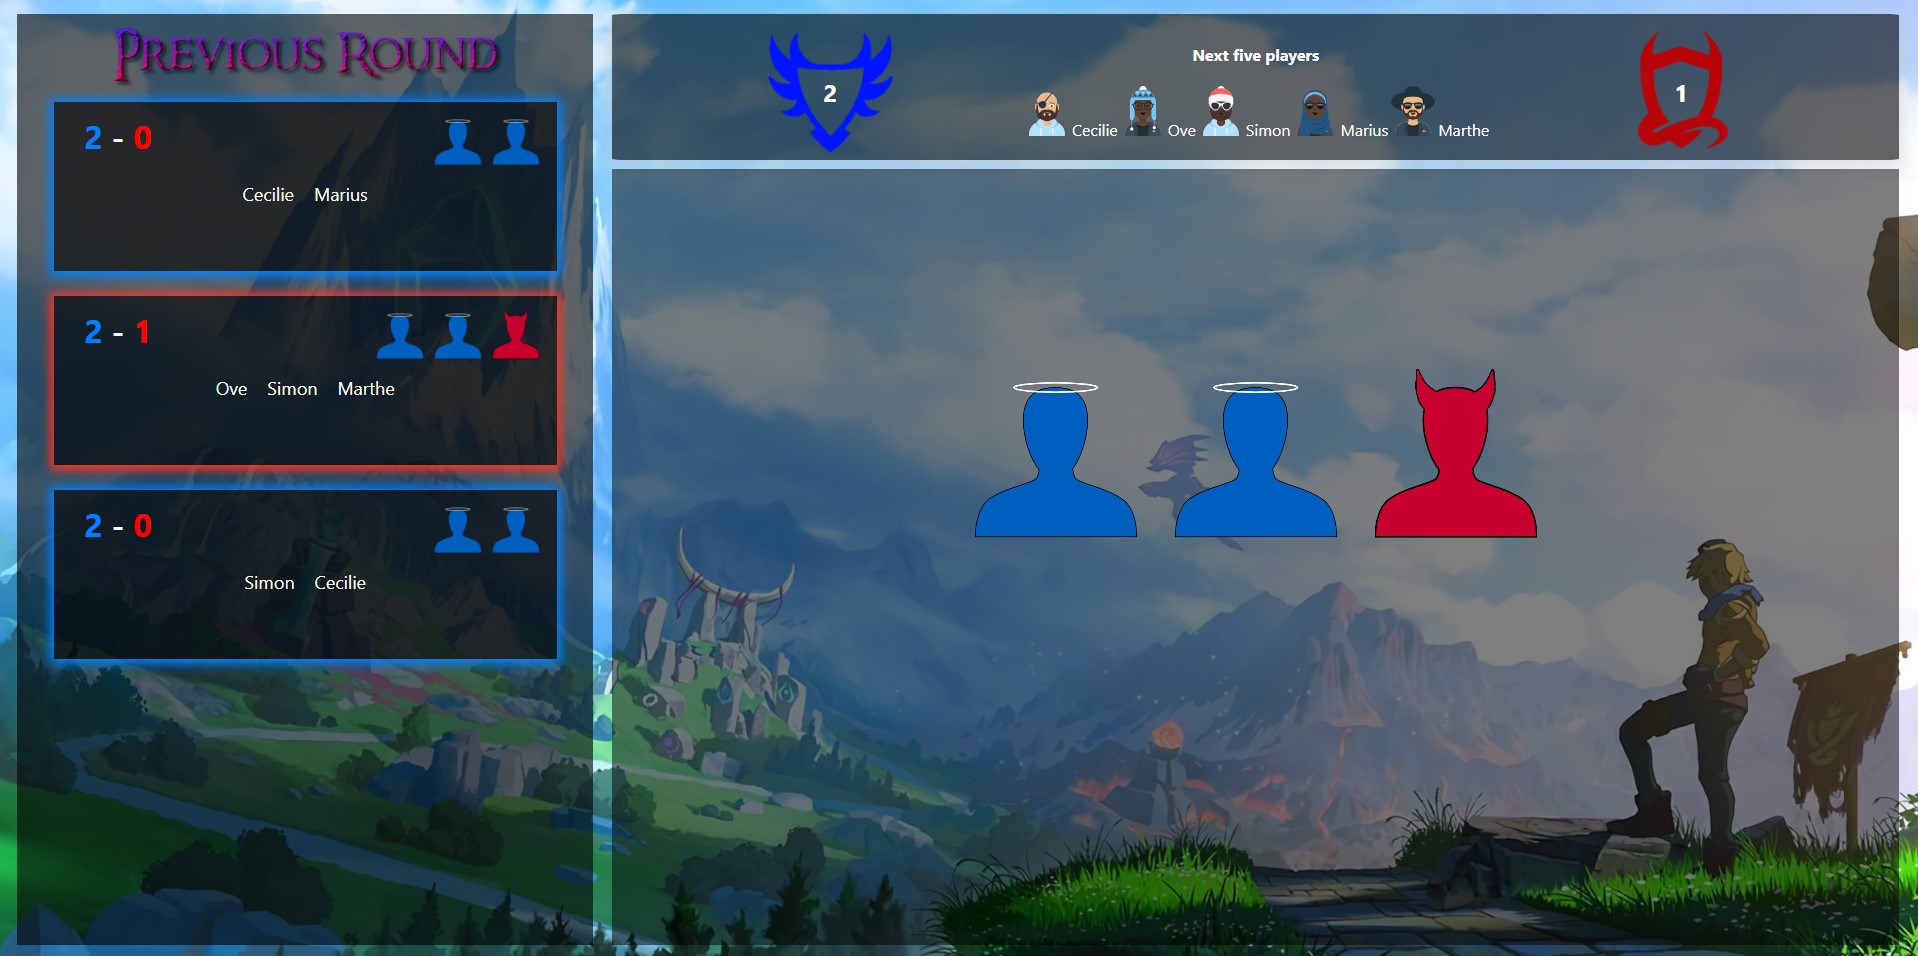 Previous Round
2 - 0
Cecilie Marius
2 - 1
Ove Simon Marthe
2 - 0
Simon Cecilie
2
Next five players
Cecilie Ove Simon Marius Marthe
1